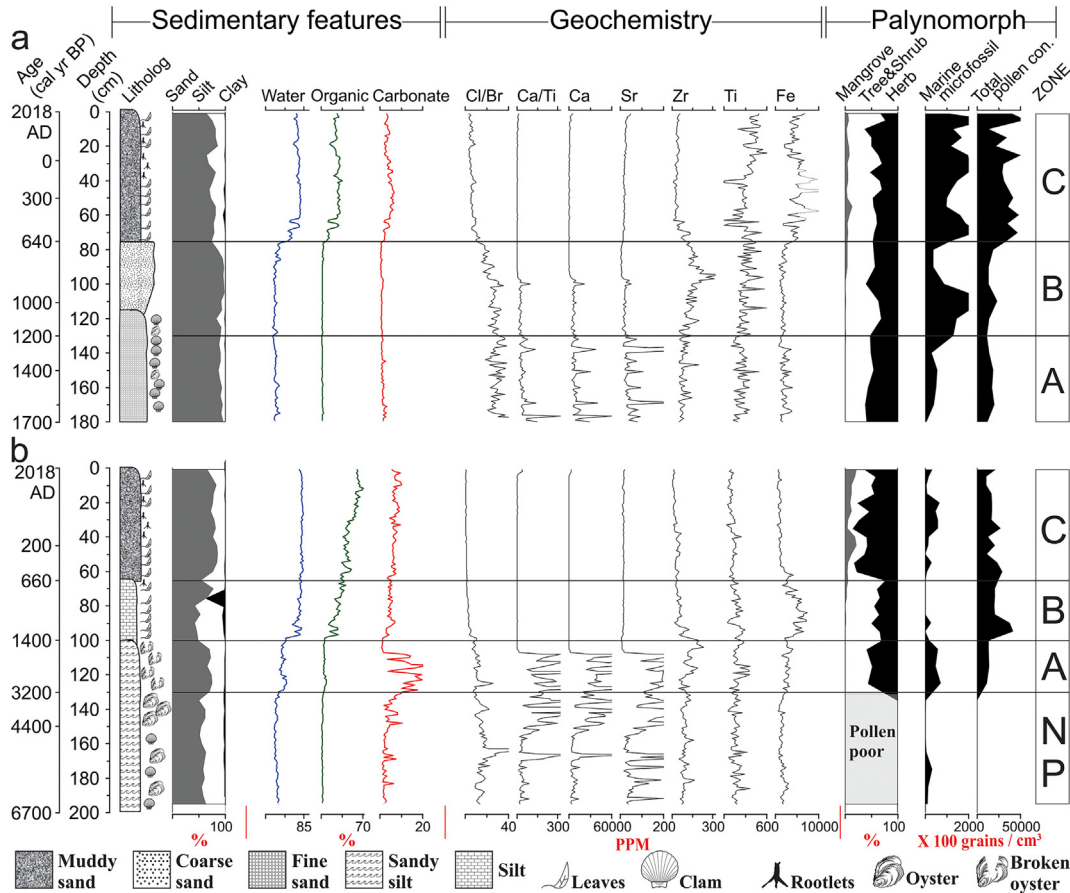 Sedimentary features
Geochemistry
Palynomorph
a
Age
(cal yr BP)
Depth
(cm)
Litholog
Sand
Silt
Clay
Water
Organic
Carbonate
Cl/Br
Ca/Ti
Ca
Sr
Zr
Ti
Fe
Mangrove
Tree&Shrub
Herb
Marine
microfossil
Total
pollen con.
ZONE
2018
AD
0
300
640
1000
1200
1400
1700
0
20
40
60
80
100
120
140
160
180
C
B
A
b
2018
AD
200
660
1400
3200
4400
6700
0
20
40
60
80
100
120
140
160
180
200
C
B
A
N
P
Pollen
poor
100
85
70
20
40
300
60000
200
300
600
10000
100
2000
50000
%
%
PPM
%
X 100 grains / cm³
Muddy
sand
Coarse
sand
Fine
sand
Sandy
silt
Silt
Leaves
Clam
Rootlets
Oyster
Broken
oyster